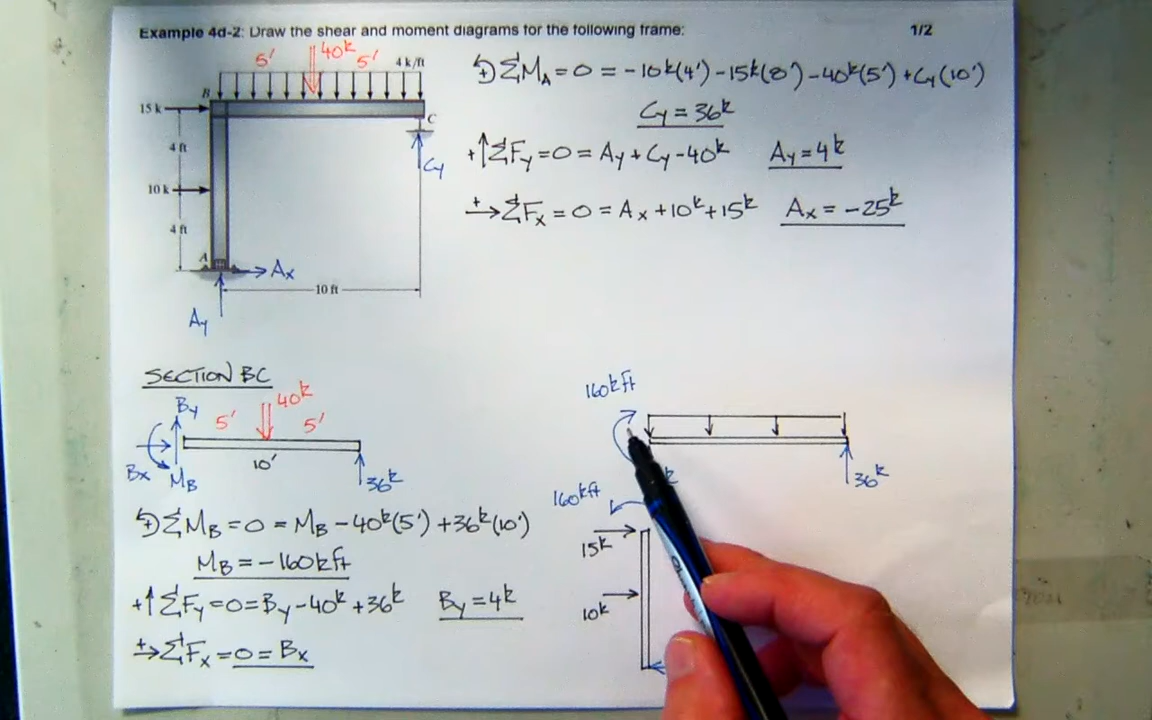 Example 4d-2: Draw the shear and moment diagrams for the following frame:
1/2
5' 40k 5' 4 k/ft
B
15 k
C
4 ft
Cy
10 k
4 ft
A
Ax
10 ft
Ay
↺+ ΣMA = 0 = -10k(4') - 15k(8') - 40k(5') + Cy(10')
Cy = 36k
+↑ΣFy = 0 = Ay + Cy - 40k Ay = 4k
+→ ΣFx = 0 = Ax + 10k + 15k Ax = -25k
SECTION BC
By 5' 40k 5'
Bx MB 10' 36k
↺+ ΣMB = 0 = MB - 40k(5') + 36k(10')
MB = -160kft
+↑ΣFy = 0 = By - 40k + 36k By = 4k
+→ΣFx = 0 = Bx
160kft
36k
k
160kft
15k
10k